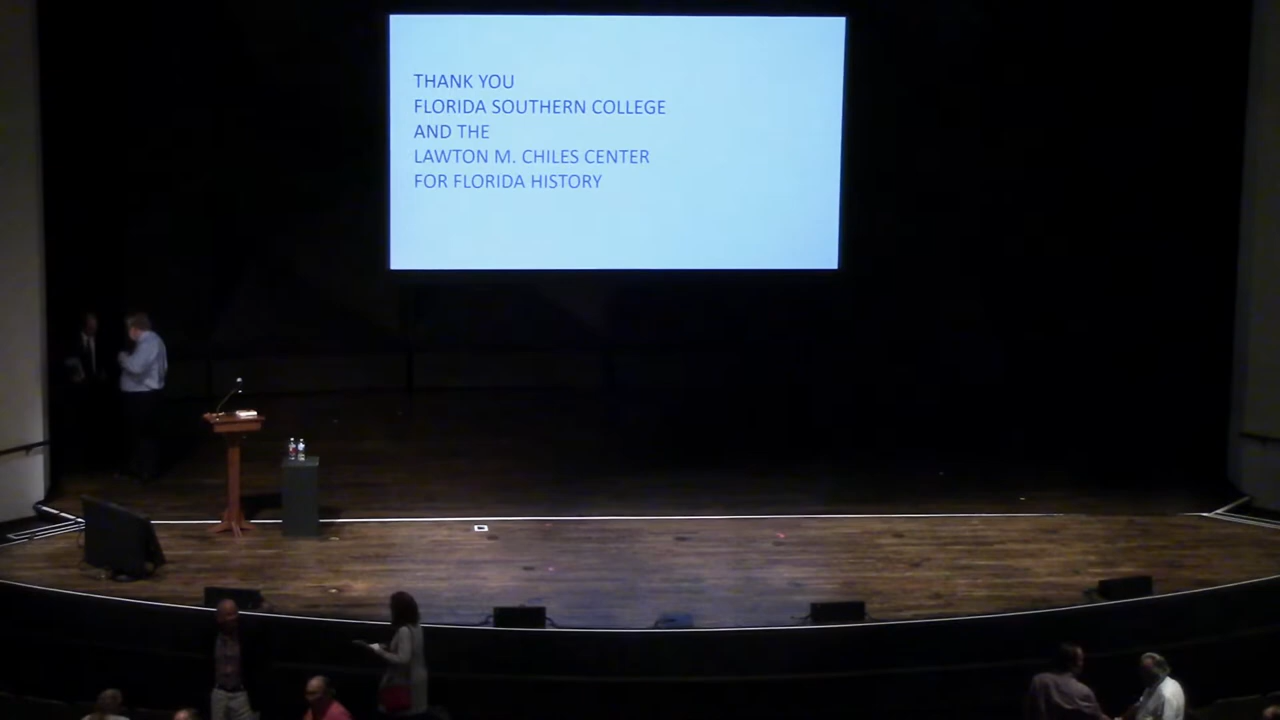 THANK YOU
FLORIDA SOUTHERN COLLEGE
AND THE
LAWTON M. CHILES CENTER
FOR FLORIDA HISTORY